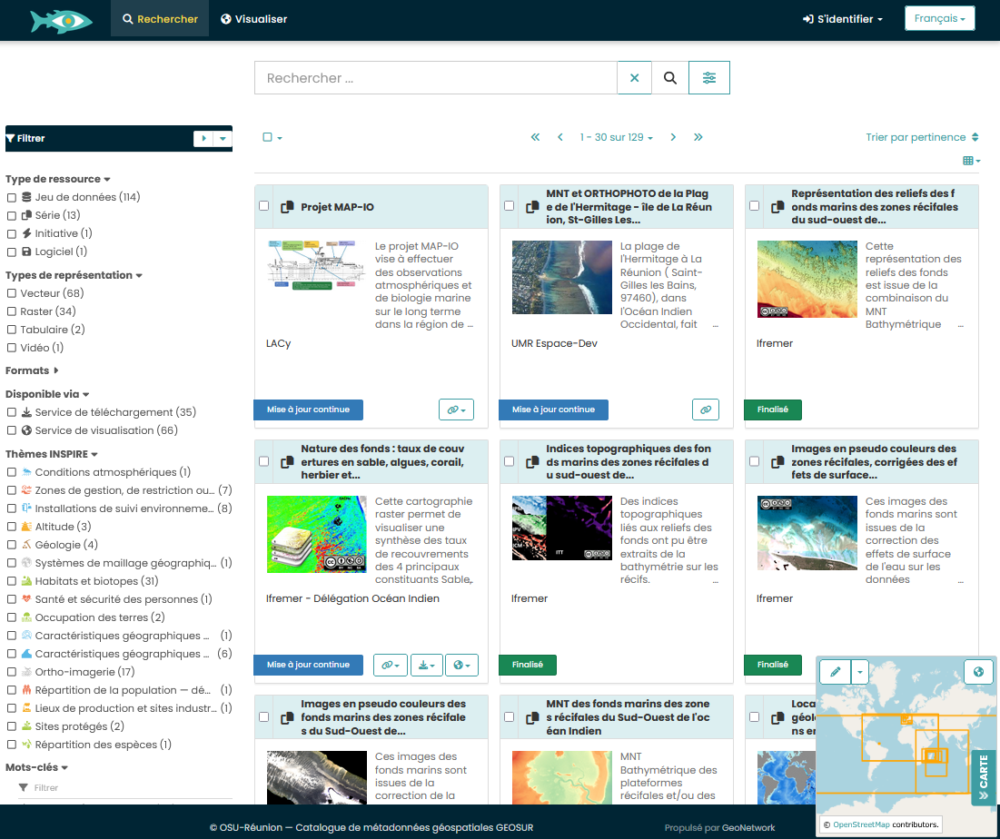 Rechercher
Visualiser
S'identifier
Français
Rechercher ...
Filtrer
1 - 30 sur 129
Trier par pertinence
Type de ressource
Jeu de données (114)
Série (13)
Initiative (1)
Logiciel (1)
Types de représentation
Vecteur (68)
Raster (34)
Tabulaire (2)
Vidéo (1)
Formats
Disponible via
Service de téléchargement (35)
Service de visualisation (66)
Thèmes INSPIRE
Conditions atmosphériques (1)
Zones de gestion, de restriction ou... (7)
Installations de suivi environneme... (8)
Altitude (3)
Géologie (4)
Systèmes de maillage géographiq... (1)
Habitats et biotopes (31)
Santé et sécurité des personnes (1)
Occupation des terres (2)
Caractéristiques géographiques ... (1)
Caractéristiques géographiques ... (6)
Ortho-imagerie (17)
Répartition de la population — dé... (1)
Lieux de production et sites industr... (1)
Sites protégés (2)
Répartition des espèces (1)
Mots-clés
Filtrer
Projet MAP-IO
Le projet MAP-IO
vise à effectuer
des observations
atmosphériques et
de biologie marine
sur le long terme
dans la région de ...
LACy
Mise à jour continue
MNT et ORTHOPHOTO de la Plag
e de l'Hermitage - île de La Réun
ion, St-Gilles Les...
La plage de
l'Hermitage à La
Réunion ( Saint-
Gilles les Bains,
97460), dans
l'Océan Indien
Occidental, fait ...
UMR Espace-Dev
Mise à jour continue
Représentation des reliefs des f
onds marins des zones récifales
du sud-ouest de...
Cette
représentation des
reliefs des fonds
est issue de la
combinaison du
MNT
Bathymétrique ...
Ifremer
Finalisé
Nature des fonds : taux de couv
ertures en sable, algues, corail,
herbier et...
Cette cartographie
raster permet de
visualiser une
synthèse des taux
de recouvrements
des 4 principaux
constituants Sable,...
Ifremer - Délégation Océan Indien
Mise à jour continue
Indices topographiques des fon
ds marins des zones récifales d
u sud-ouest de...
ITT
Des indices
topographiques
liés aux reliefs des
fonds ont pu être
extraits de la
bathymétrie sur les
récifs. ...
Ifremer
Finalisé
Images en pseudo couleurs des
zones récifales, corrigées des ef
fets de surface...
Ces images des
fonds marins sont
issues de la
correction des
effets de surface
de l'eau sur les
données ...
Ifremer
Finalisé
Images en pseudo couleurs des
fonds marins des zones récifale
s du Sud-Ouest de...
Ces images des
fonds marins sont
issues de la
correction de la
MNT des fonds marins des zone
s récifales du Sud-Ouest de l'oc
éan Indien
MNT
Bathymétrique des
plateformes
récifales et/ou des
Loca
géol
ns e
CARTE
© OpenStreetMap contributors.
© OSU-Réunion — Catalogue de métadonnées géospatiales GEOSUR
Propulsé par GeoNetwork